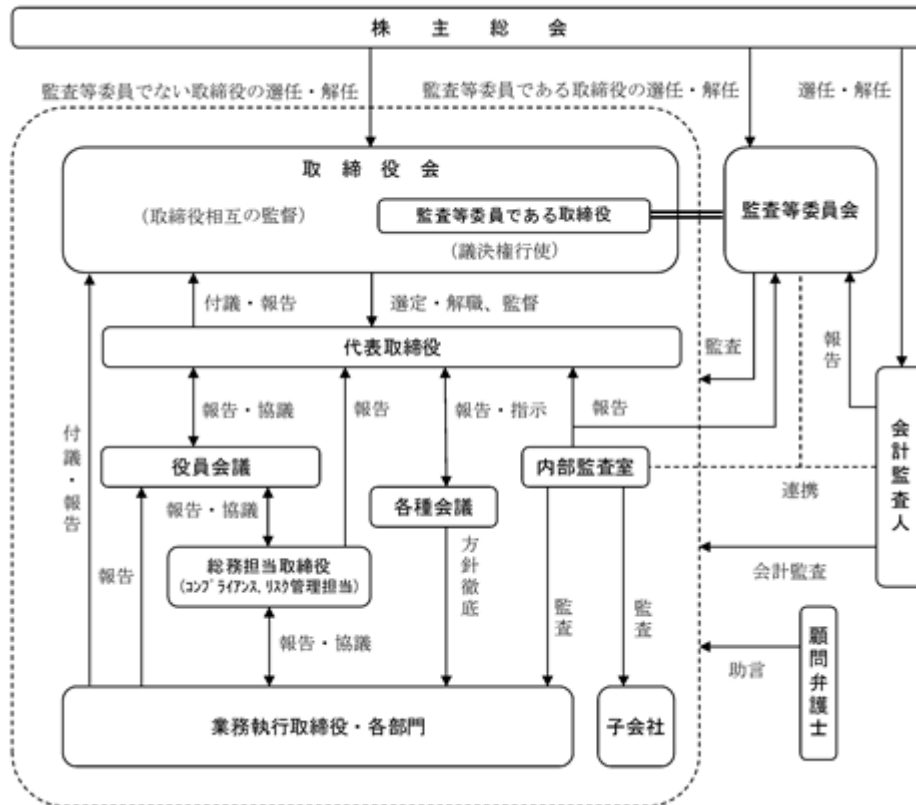 株主総会
監査等委員でない取締役の選任・解任
監査等委員である取締役の選任・解任
選任・解任
取締役会
(取締役相互の監督)
監査等委員である取締役
(議決権行使)
監査等委員会
付議・報告
選定・解職、監督
代表取締役
監査
報告
報告・協議
報告
報告・指示
報告
付議・報告
役員会議
内部監査室
会計監査人
報告・協議
各種会議
連携
総務担当取締役
(コンプライアンス、リスク管理担当)
報告
方針徹底
会計監査
監査
監査
報告・協議
助言
顧問弁護士
業務執行取締役・各部門
子会社